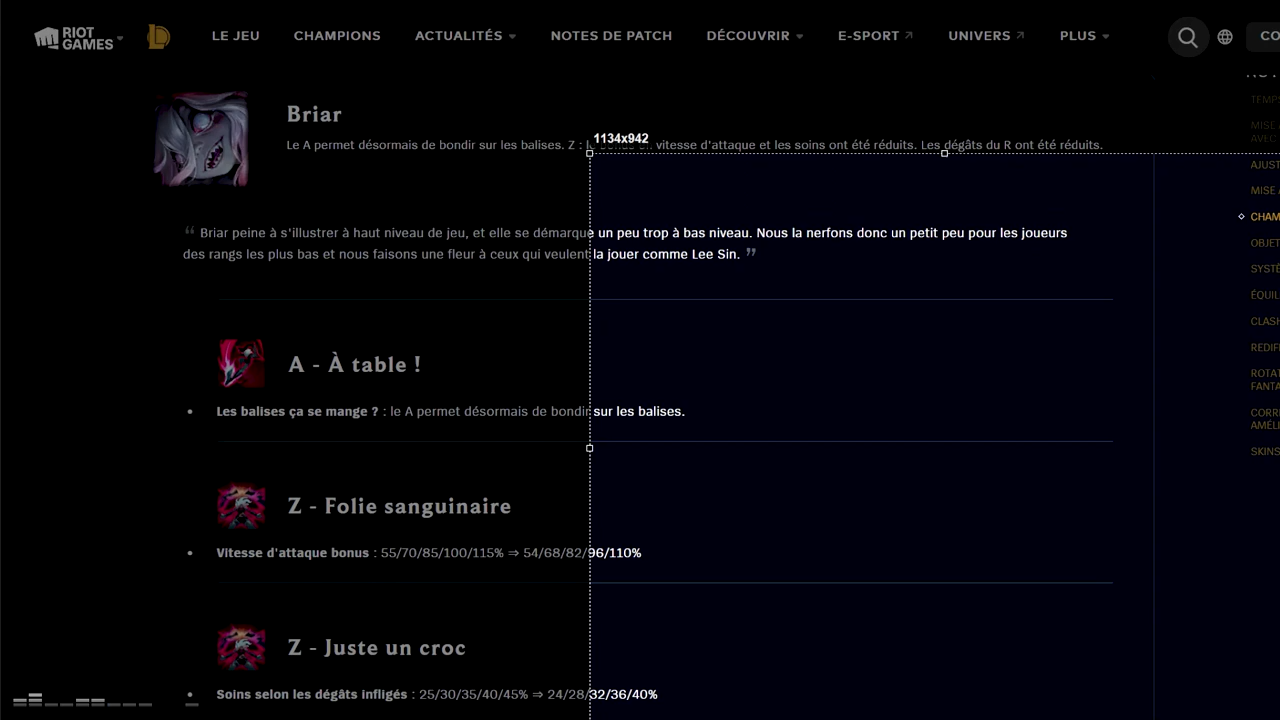 RIOT GAMES
LE JEU CHAMPIONS ACTUALITÉS NOTES DE PATCH DÉCOUVRIR E-SPORT UNIVERS PLUS CO
Briar
1134x942
Le A permet désormais de bondir sur les balises. Z : vitesse d'attaque et les soins ont été réduits. Les dégâts du R ont été réduits.
TEMP
MISE
AVEC
AJUST
MISE A
CHAM
OBJET
SYSTÈ
ÉQUIL
CLASH
REDIF
ROTAT
FANTA
CORR
AMÉLI
SKINS
“ Briar peine à s'illustrer à haut niveau de jeu, et elle se démarque un peu trop à bas niveau. Nous la nerfons donc un petit peu pour les joueurs
des rangs les plus bas et nous faisons une fleur à ceux qui veulent la jouer comme Lee Sin. ”
A - À table !
• Les balises ça se mange ? : le A permet désormais de bondir sur les balises.
Z - Folie sanguinaire
• Vitesse d'attaque bonus : 55/70/85/100/115% ⇒ 54/68/82/96/110%
Z - Juste un croc
• Soins selon les dégâts infligés : 25/30/35/40/45% ⇒ 24/28/32/36/40%